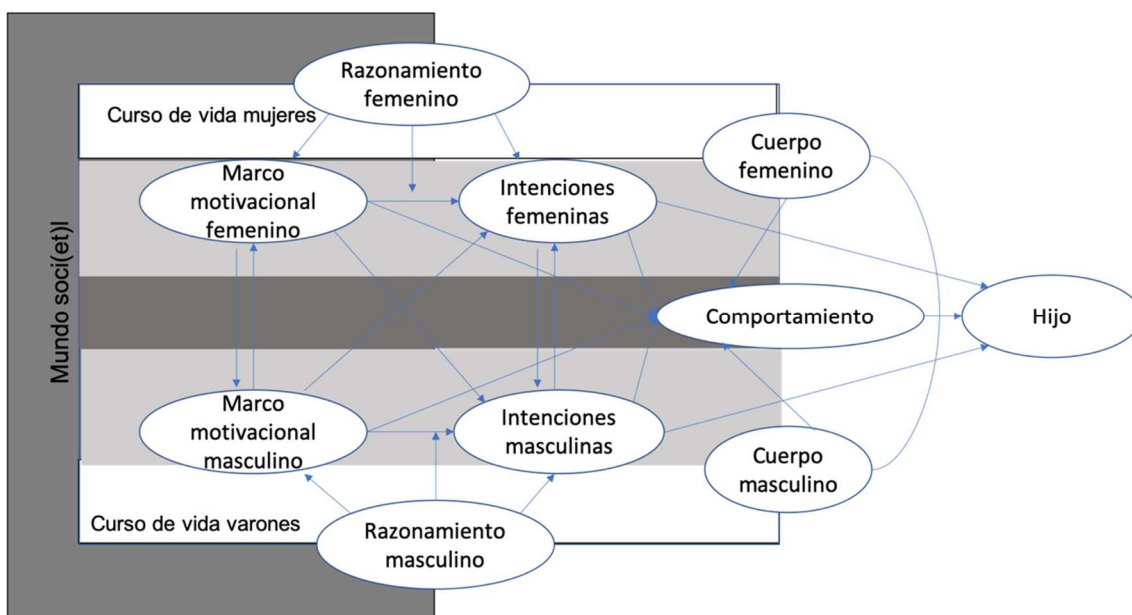 Razonamiento
femenino
Curso de vida mujeres
Cuerpo
femenino
Marco
motivacional
femenino
Intenciones
femeninas
Mundo soci(et)l
Comportamiento
Hijo
Marco
motivacional
masculino
Intenciones
masculinas
Cuerpo
masculino
Curso de vida varones
Razonamiento
masculino